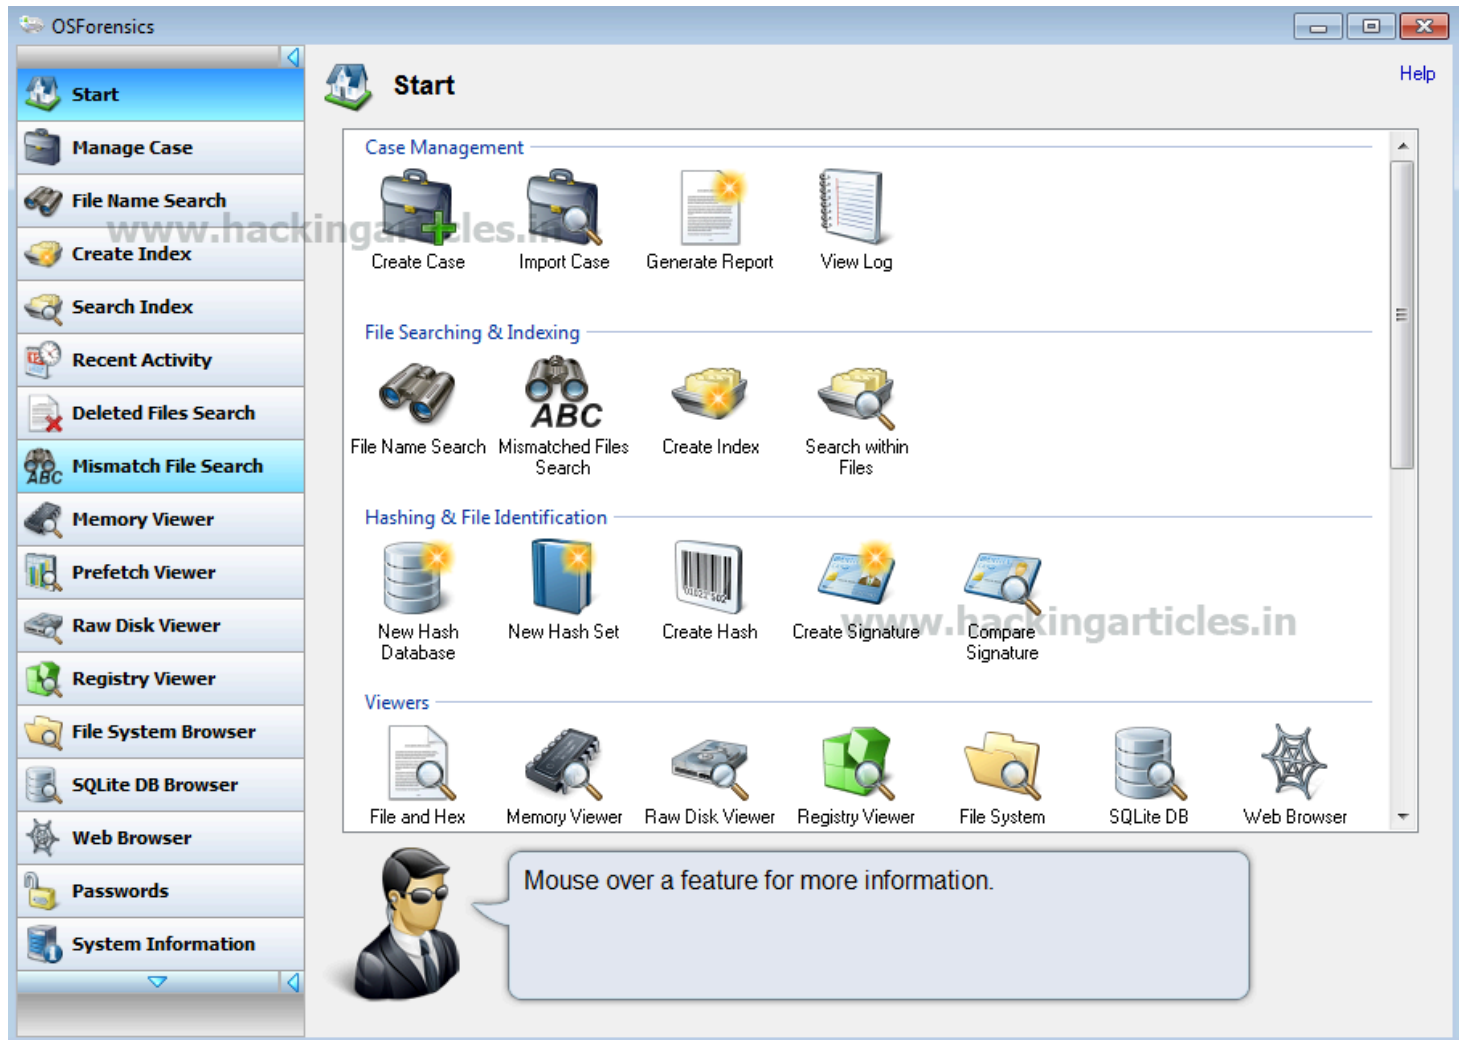 OSForensics
Start
Manage Case
File Name Search
Create Index
Search Index
Recent Activity
Deleted Files Search
Mismatch File Search
Memory Viewer
Prefetch Viewer
Raw Disk Viewer
Registry Viewer
File System Browser
SQLite DB Browser
Web Browser
Passwords
System Information
Start
Help
Case Management
Create Case
Import Case
Generate Report
View Log
www.hackingarticles.in
File Searching & Indexing
ABC
File Name Search
Mismatched Files
Search
Create Index
Search within
Files
Hashing & File Identification
New Hash
Database
New Hash Set
Create Hash
Create Signature
Compare
Signature
www.hackingarticles.in
Viewers
File and Hex
Memory Viewer
Raw Disk Viewer
Registry Viewer
File System
SQLite DB
Web Browser
Mouse over a feature for more information.